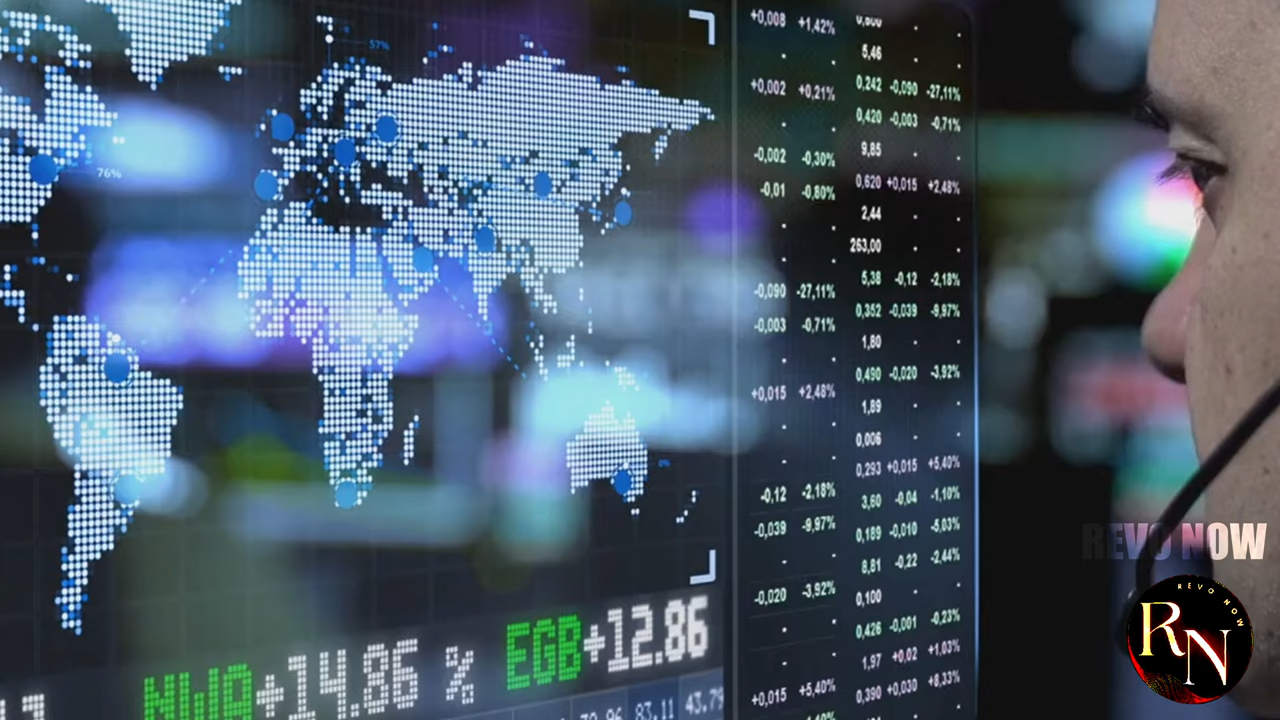 57%
76%
+0,008 +1,42%
5,46
+0,002 +0,21% 0,242 -0,090 -27,11%
0,420 -0,003 -0,71%
-0,002 -0,30% 9,85
-0,01 -0,80% 0,620 +0,015 +2,48%
2,44
263,00
-0,090 -27,11% 5,38 -0,12 -2,18%
-0,003 -0,71% 0,352 -0,039 -9,97%
1,80
+0,015 +2,48% 0,490 -0,020 -3,92%
1,89
0,006
0,293 +0,015 +5,40%
-0,12 -2,18% 3,60 -0,04 -1,10%
-0,039 -9,97% 0,189 -0,010 -5,03%
8,81 -0,22 -2,44%
-0,020 -3,92% 0,100
0,426 -0,001 -0,23%
1,97 +0,02 +1,03%
+0,015 +5,40% 0,390 +0,030 +8,33%
NWA+14.86 % EGB+12.86
83,11 43,79
REVO NOW
REVO NOW
RN